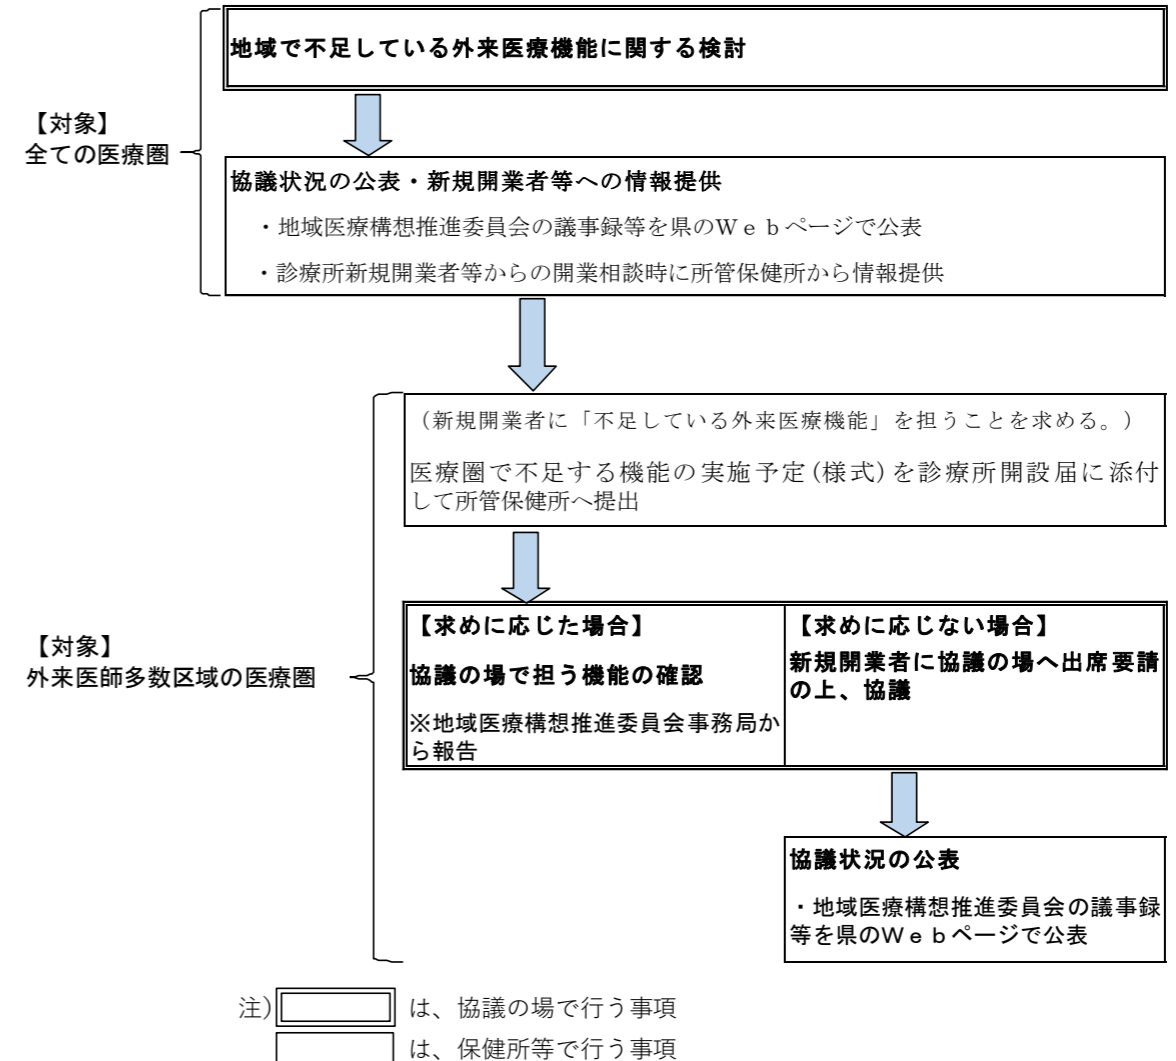 地域で不足している外来医療機能に関する検討
【対象】
全ての医療圏
協議状況の公表・新規開業者等への情報提供
・地域医療構想推進委員会の議事録等を県のＷｅｂページで公表
・診療所新規開業者等からの開業相談時に所管保健所から情報提供
（新規開業者に「不足している外来医療機能」を担うことを求める。）
医療圏で不足する機能の実施予定(様式)を診療所開設届に添付
して所管保健所へ提出
【対象】
外来医師多数区域の医療圏
【求めに応じた場合】
協議の場で担う機能の確認
※地域医療構想推進委員会事務局か
ら報告
【求めに応じない場合】
新規開業者に協議の場へ出席要請
の上、協議
協議状況の公表
・地域医療構想推進委員会の議事録
等を県のＷｅｂページで公表
注）
は、協議の場で行う事項
は、保健所等で行う事項